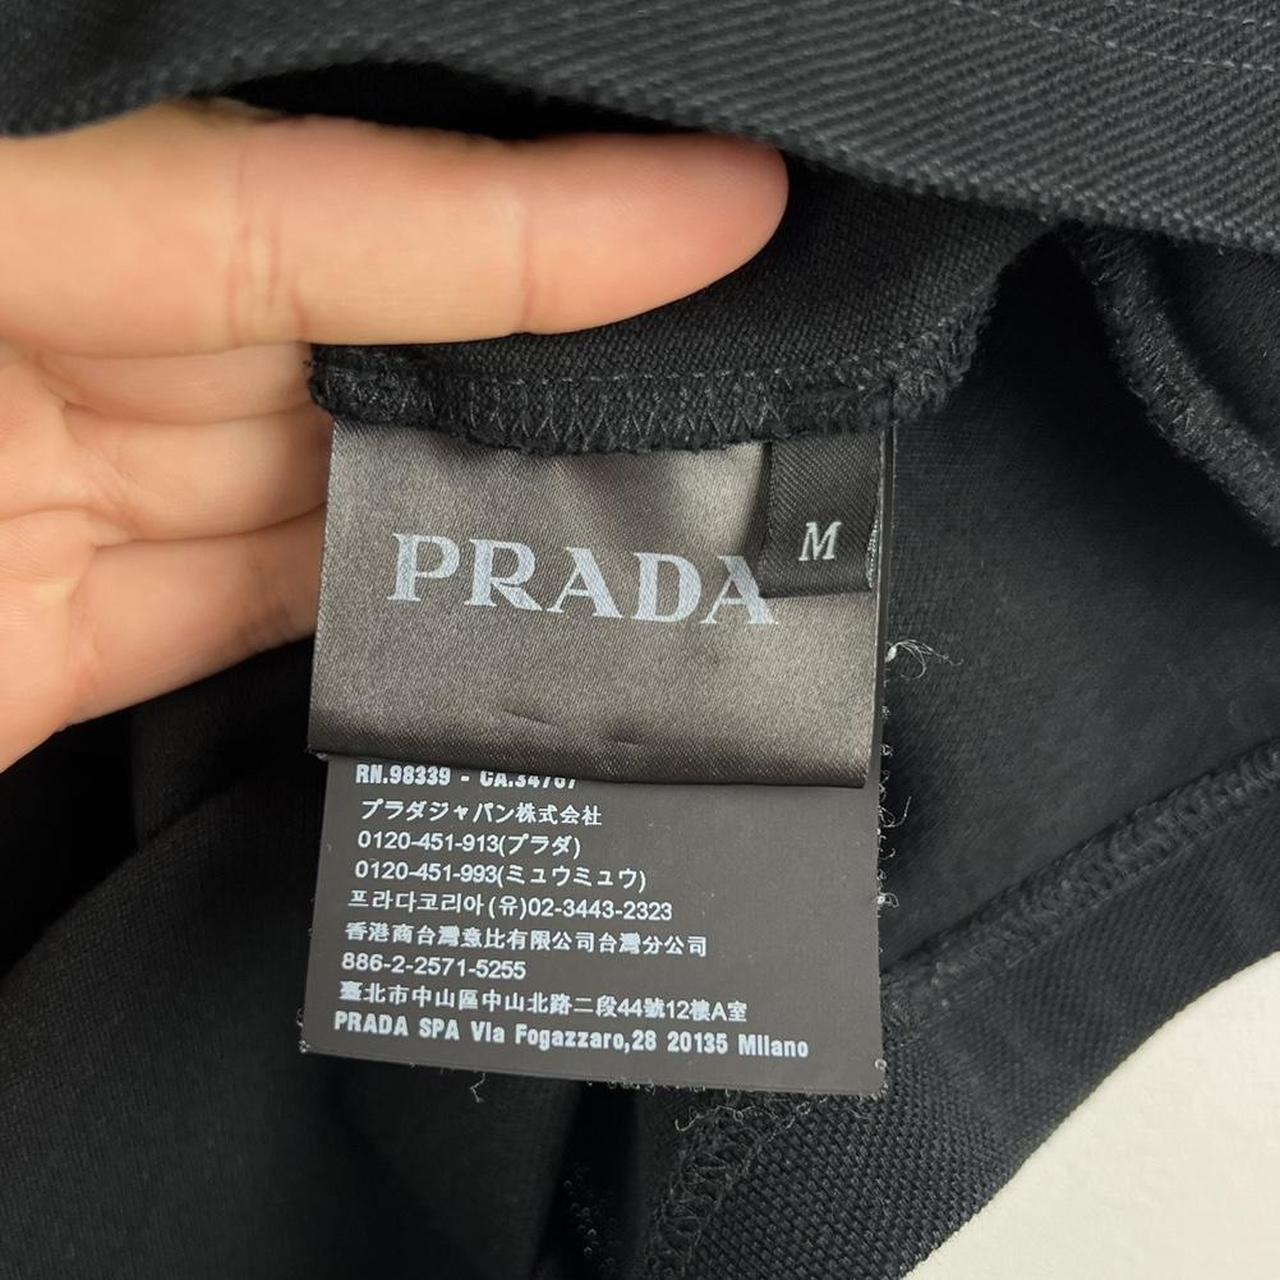 PRADA
M
RN.98339 - CA.34707
プラダジャパン株式会社
0120-451-913(プラダ)
0120-451-993(ミュウミュウ)
프라다코리아(유)02-3443-2323
香港商台灣意比有限公司台灣分公司
886-2-2571-5255
臺北市中山區中山北路二段44號12樓A室
PRADA SPA Via Fogazzaro,28 20135 Milano